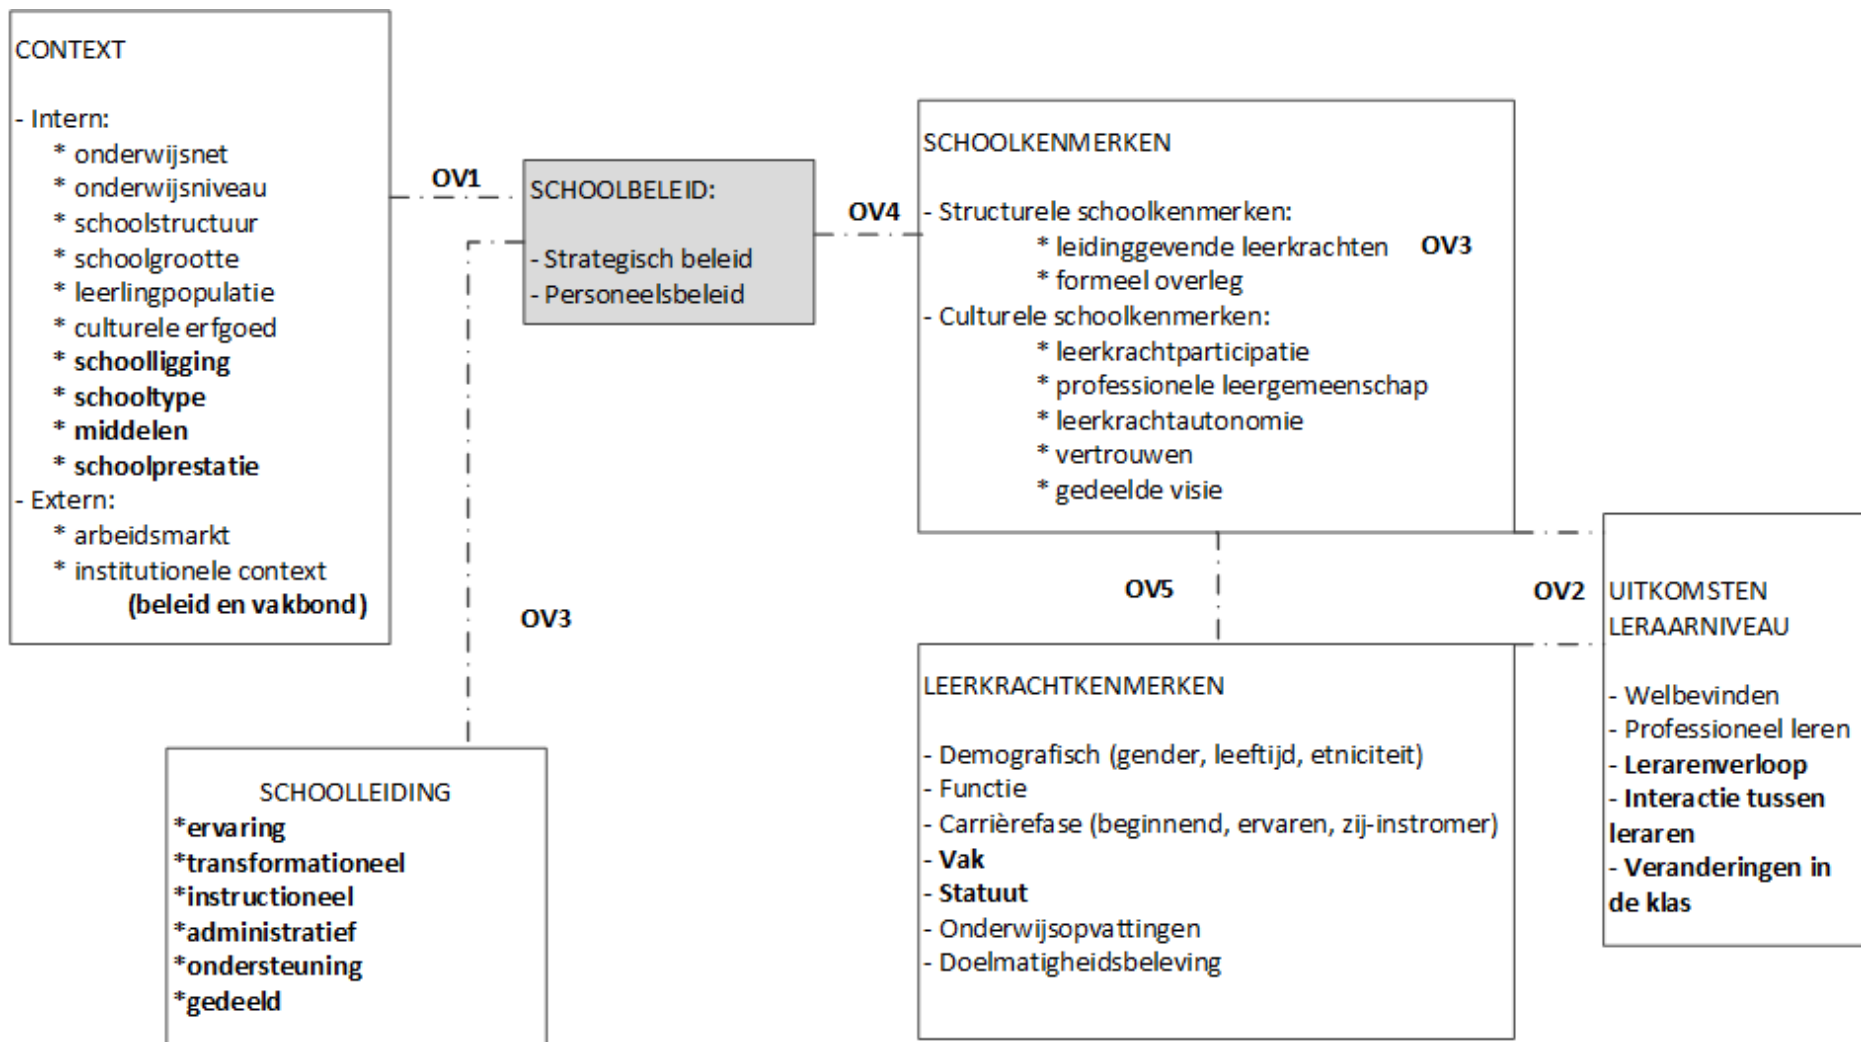 CONTEXT
- Intern:
* onderwijsnet
* onderwijsniveau
* schoolstructuur
* schoolgrootte
* leerlingpopulatie
* culturele erfgoed
* schoolligging
* schooltype
* middelen
* schoolprestatie
- Extern:
* arbeidsmarkt
* institutionele context
(beleid en vakbond)
OV1
SCHOOLBELEID:
- Strategisch beleid
- Personeelsbeleid
OV3
SCHOOLLEIDING
*ervaring
*transformationeel
*instructioneel
*administratief
*ondersteuning
*gedeeld
OV4
SCHOOLKENMERKEN
- Structurele schoolkenmerken:
* leidinggevende leerkrachten OV3
* formeel overleg
- Culturele schoolkenmerken:
* leerkrachtparticipatie
* professionele leergemeenschap
* leerkrachtautonomie
* vertrouwen
* gedeelde visie
OV5
LEERKRACHTKENMERKEN
- Demografisch (gender, leeftijd, etniciteit)
- Functie
- Carrièrefase (beginnend, ervaren, zij-instromer)
- Vak
- Statuut
- Onderwijsopvattingen
- Doelmatigheidsbeleving
OV2
UITKOMSTEN
LERAARNIVEAU
- Welbevinden
- Professioneel leren
- Lerarenverloop
- Interactie tussen
leraren
- Veranderingen in
de klas